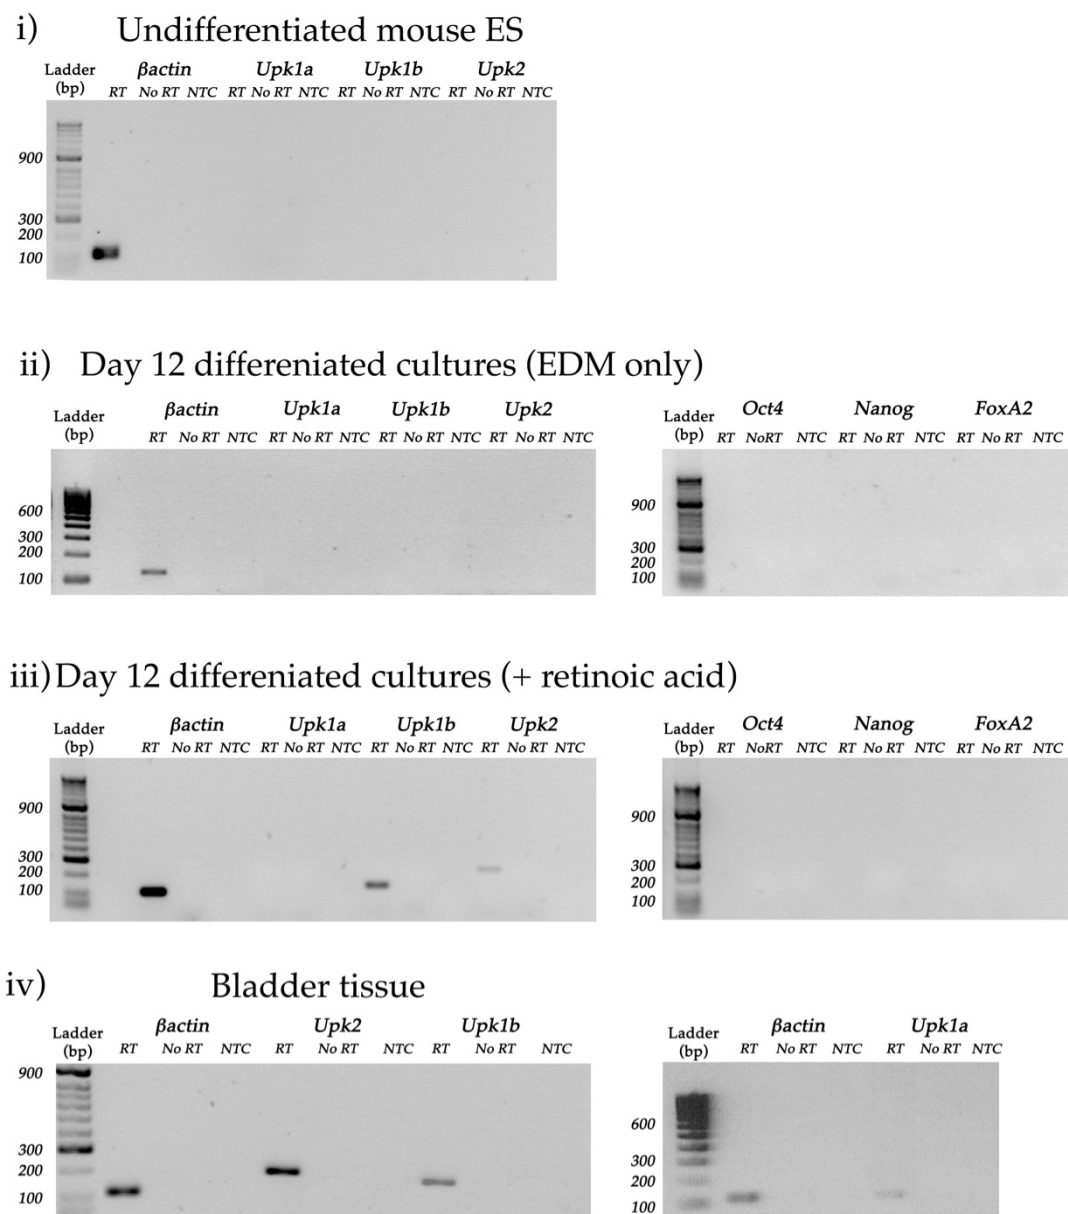 i) Undifferentiated mouse ES
Ladder (bp) βactin Upk1a Upk1b Upk2
RT No RT NTC RT No RT NTC RT No RT NTC RT No RT NTC
900
300
200
100
ii) Day 12 differeniated cultures (EDM only)
Ladder (bp) βactin Upk1a Upk1b Upk2
RT No RT NTC RT No RT NTC RT No RT NTC RT No RT NTC
600
300
200
100
Ladder (bp) Oct4 Nanog FoxA2
RT NoRT NTC RT No RT NTC RT No RT NTC
900
300
200
100
iii) Day 12 differeniated cultures (+ retinoic acid)
Ladder (bp) βactin Upk1a Upk1b Upk2
RT No RT NTC RT No RT NTC RT No RT NTC RT No RT NTC
900
300
200
100
Ladder (bp) Oct4 Nanog FoxA2
RT NoRT NTC RT No RT NTC RT No RT NTC
900
300
200
100
iv) Bladder tissue
Ladder (bp) βactin Upk2 Upk1b
RT No RT NTC RT No RT NTC RT No RT NTC
900
300
200
100
Ladder (bp) βactin Upk1a
RT No RT NTC RT No RT NTC
600
300
200
100